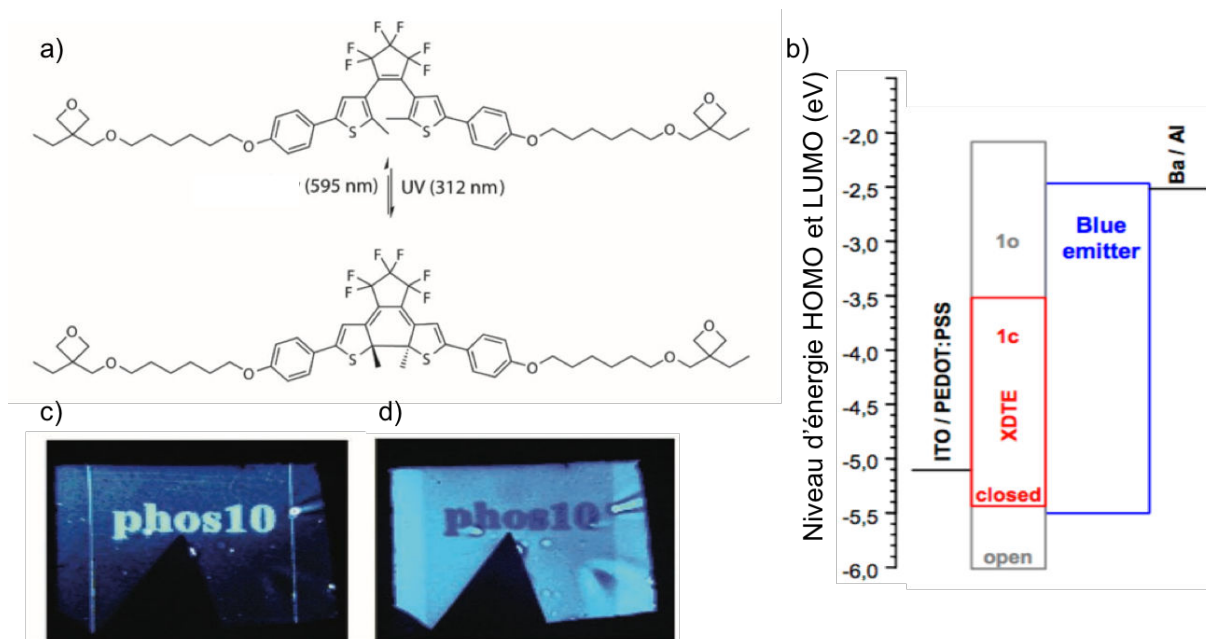 a)
F F
F F
F F
O
O
O
S
S
O
O
O
(595 nm) UV (312 nm)
F F
F F
F F
O
O
O
S
S
O
O
O
b)
Niveau d'énergie HOMO et LUMO (eV)
-2,0
-2,5
-3,0
-3,5
-4,0
-4,5
-5,0
-5,5
-6,0
ITO / PEDOT:PSS
1o
1c
XDTE
closed
open
Blue
emitter
Ba / Al
c)
phos10
d)
phos10